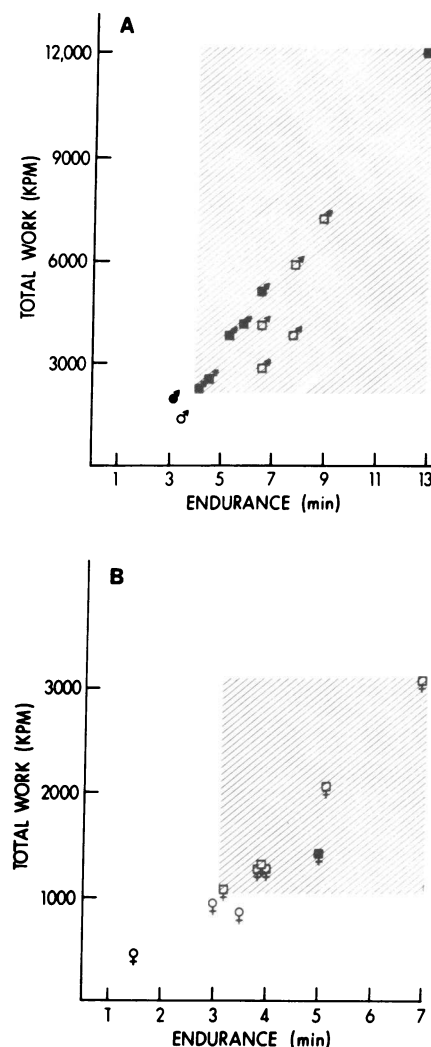 A
12,000
9000
6000
3000
TOTAL WORK (KPM)
1 3 5 7 9 11 13
ENDURANCE (min)
B
3000
2000
1000
TOTAL WORK (KPM)
1 2 3 4 5 6 7
ENDURANCE (min)